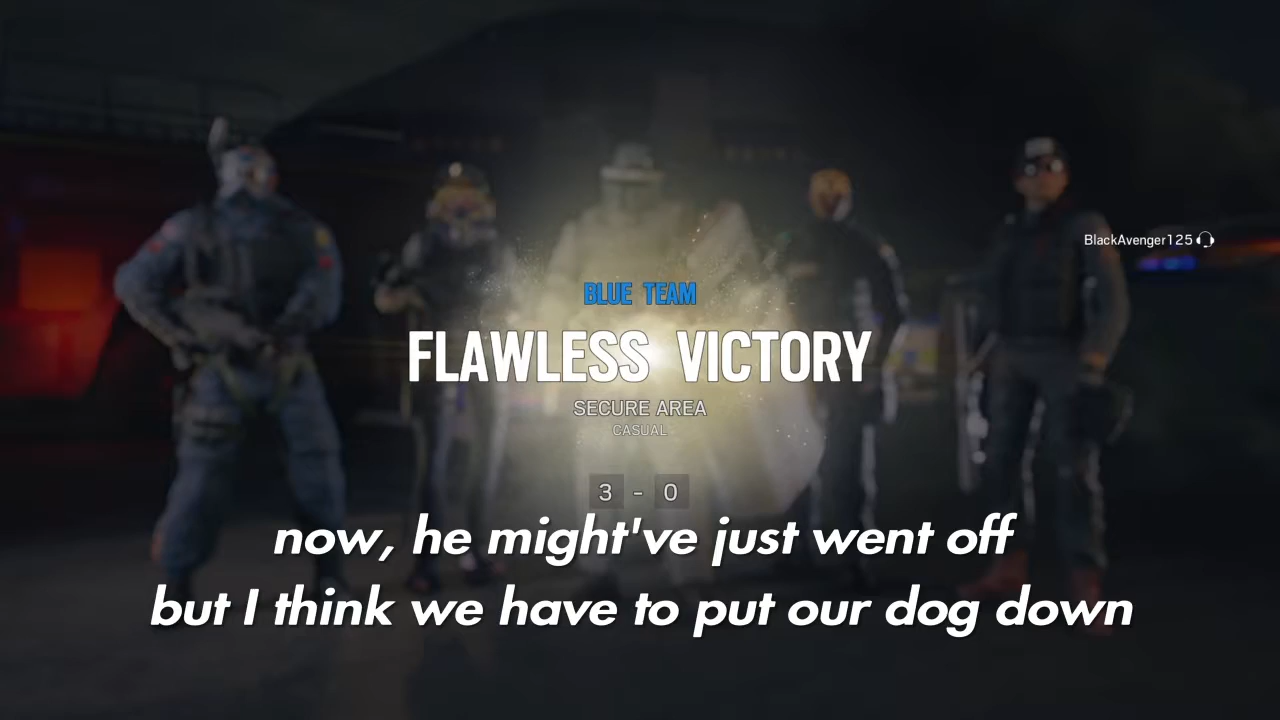 BlackAvenger125
BLUE TEAM
FLAWLESS VICTORY
SECURE AREA
CASUAL
3 - 0
now, he might've just went off
but I think we have to put our dog down